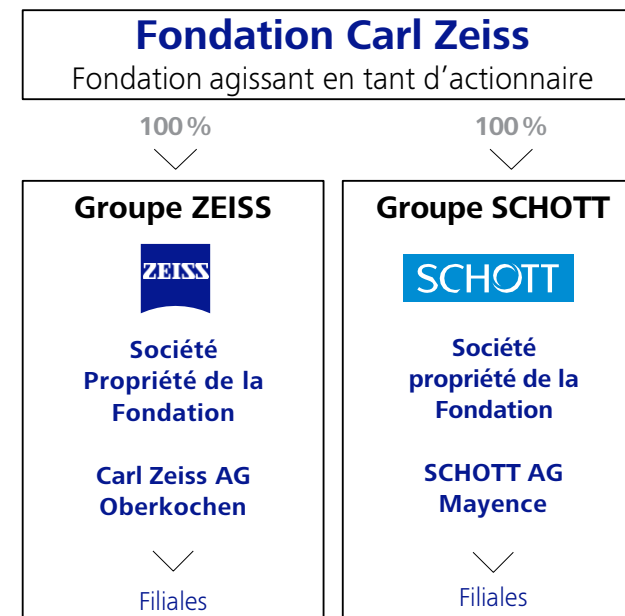 Fondation Carl Zeiss
Fondation agissant en tant d’actionnaire
100 %
100 %
Groupe ZEISS
ZEISS
Société
Propriété de la
Fondation
Carl Zeiss AG
Oberkochen
Filiales
Groupe SCHOTT
SCHOTT
Société
propriété de la
Fondation
SCHOTT AG
Mayence
Filiales